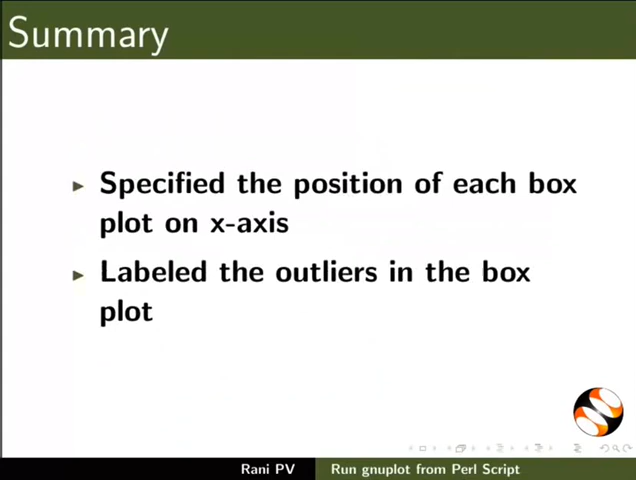 Summary
Specified the position of each box
plot on x-axis
Labeled the outliers in the box
plot
Rani PV
Run gnuplot from Perl Script